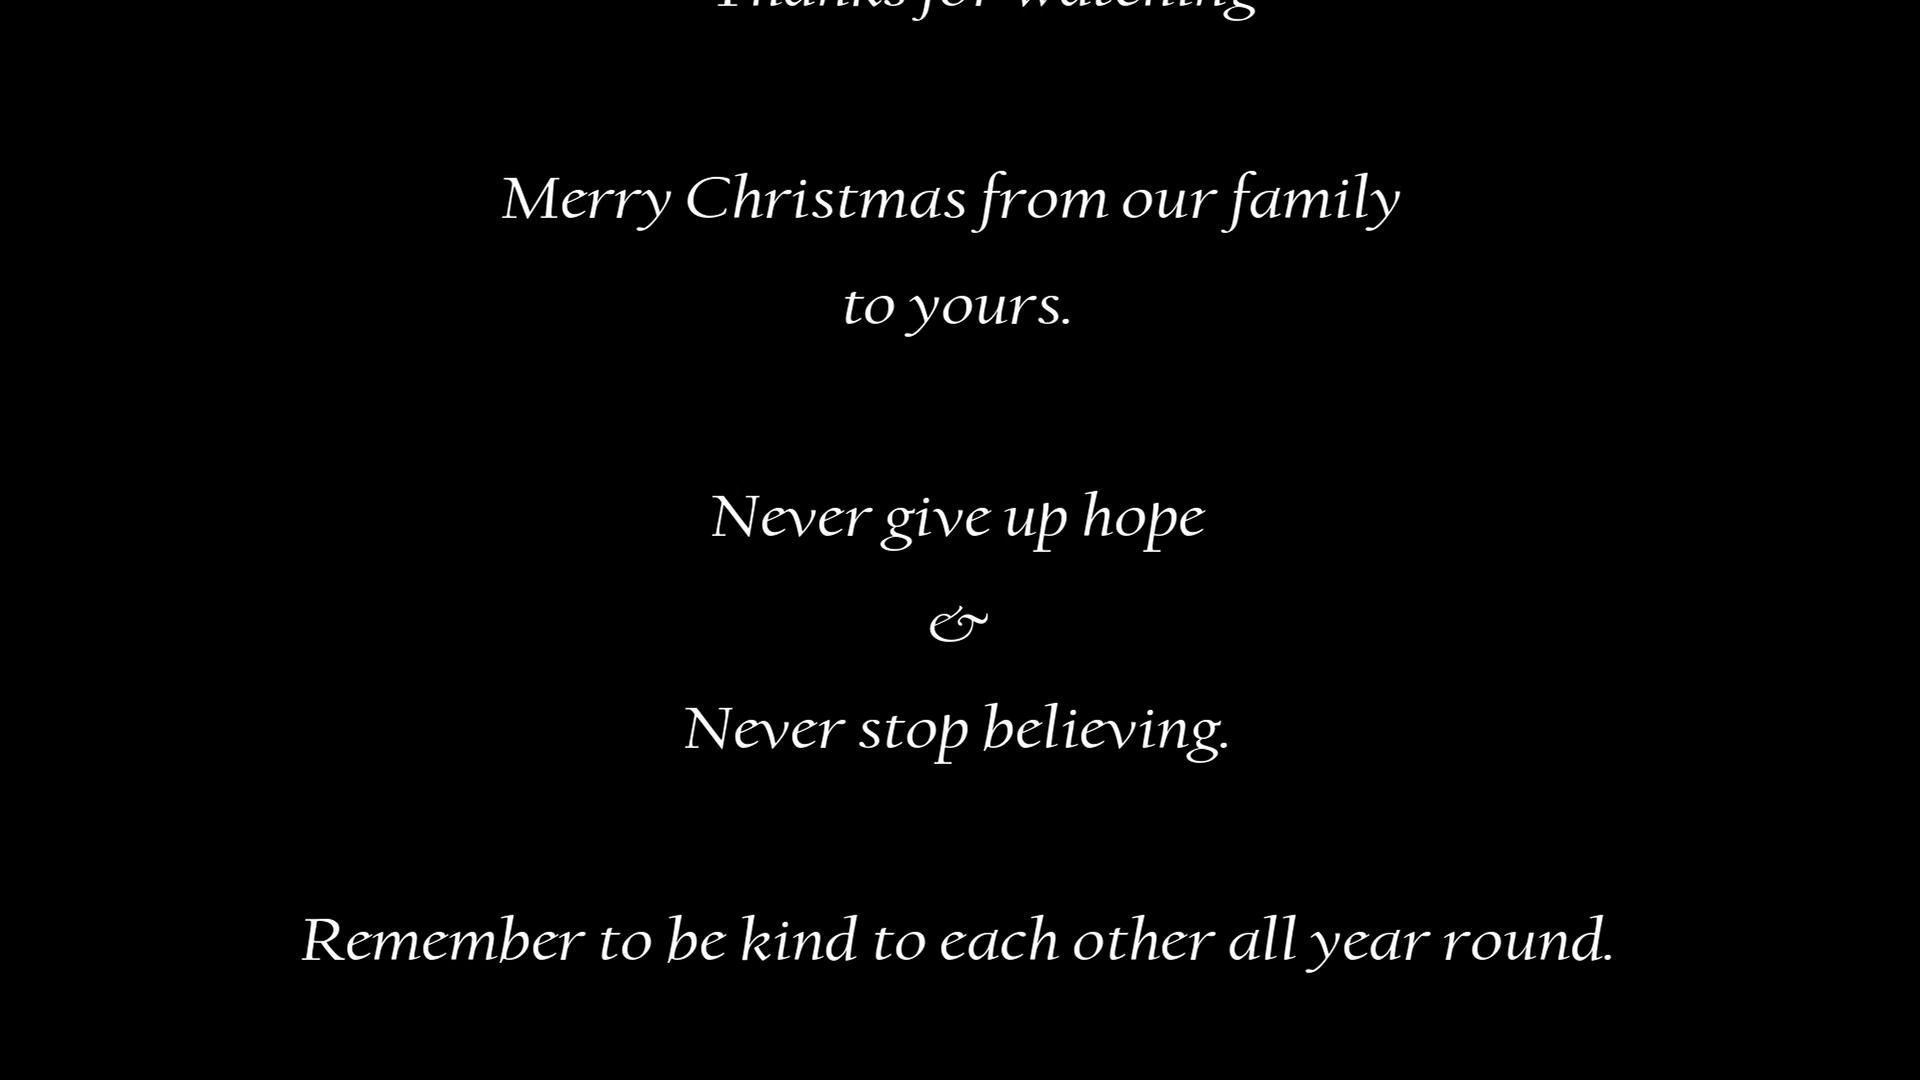 Thanks for watching
Merry Christmas from our family
to yours.
Never give up hope
&
Never stop believing.
Remember to be kind to each other all year round.